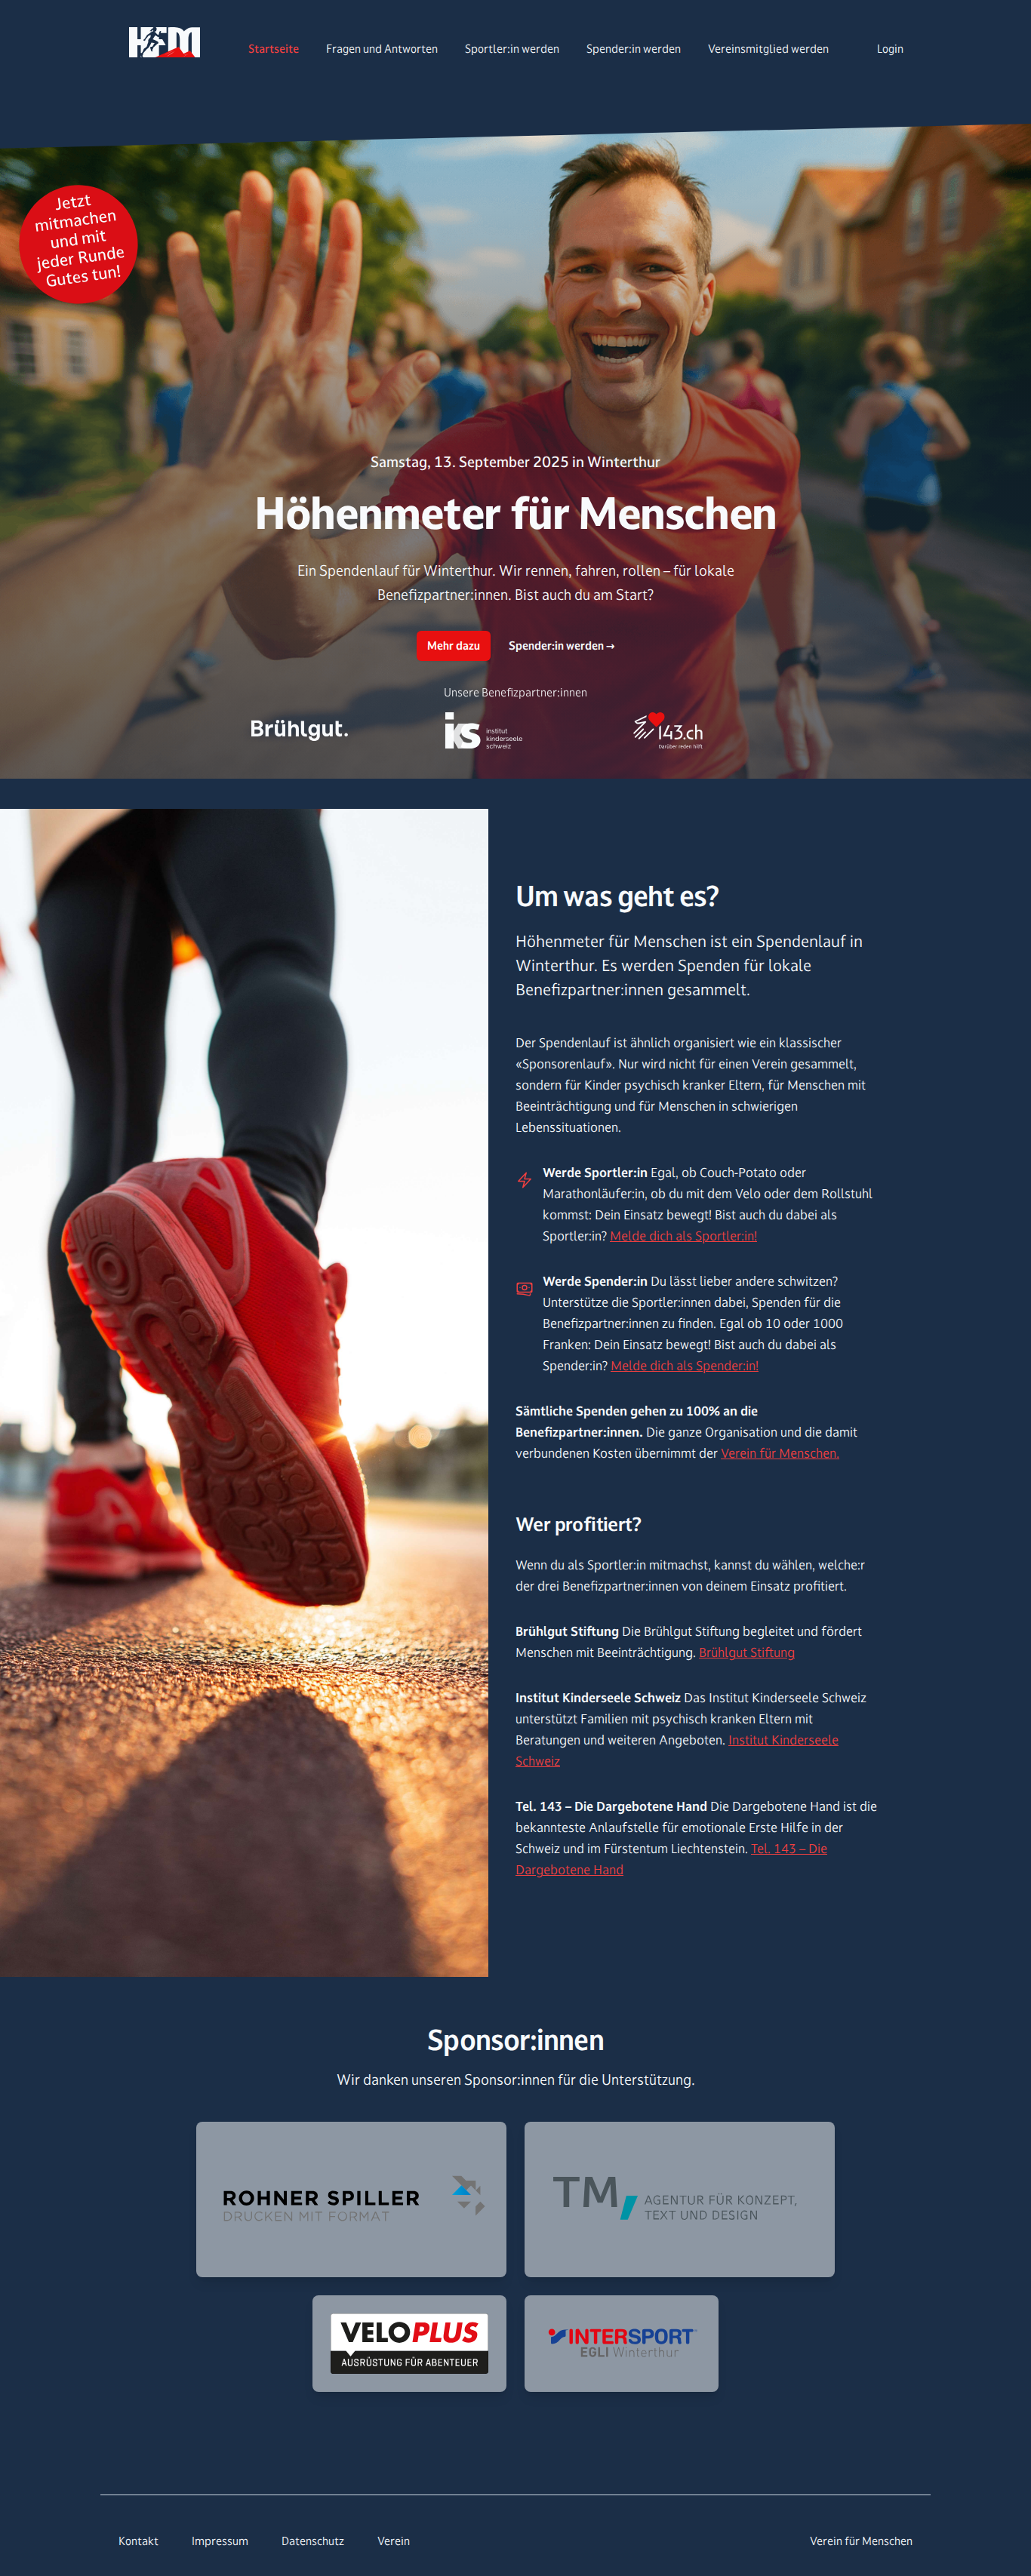 HFM
Startseite
Fragen und Antworten
Sportler:in werden
Spender:in werden
Vereinsmitglied werden
Login
Jetzt
mitmachen
und mit
jeder Runde
Gutes tun!
Samstag, 13. September 2025 in Winterthur
Höhenmeter für Menschen
Ein Spendenlauf für Winterthur. Wir rennen, fahren, rollen – für lokale
Benefizpartner:innen. Bist auch du am Start?
Mehr dazu
Spender:in werden →
Unsere Benefizpartner:innen
Brühlgut.
iks
institut
kinderseele
schweiz
143.ch
Darüber reden hilft
Um was geht es?
Höhenmeter für Menschen ist ein Spendenlauf in
Winterthur. Es werden Spenden für lokale
Benefizpartner:innen gesammelt.
Der Spendenlauf ist ähnlich organisiert wie ein klassischer
«Sponsorenlauf». Nur wird nicht für einen Verein gesammelt,
sondern für Kinder psychisch kranker Eltern, für Menschen mit
Beeinträchtigung und für Menschen in schwierigen
Lebenssituationen.
Werde Sportler:in Egal, ob Couch-Potato oder
Marathonläufer:in, ob du mit dem Velo oder dem Rollstuhl
kommst: Dein Einsatz bewegt! Bist auch du dabei als
Sportler:in? Melde dich als Sportler:in!
Werde Spender:in Du lässt lieber andere schwitzen?
Unterstütze die Sportler:innen dabei, Spenden für die
Benefizpartner:innen zu finden. Egal ob 10 oder 1000
Franken: Dein Einsatz bewegt! Bist auch du dabei als
Spender:in? Melde dich als Spender:in!
Sämtliche Spenden gehen zu 100% an die
Benefizpartner:innen. Die ganze Organisation und die damit
verbundenen Kosten übernimmt der Verein für Menschen.
Wer profitiert?
Wenn du als Sportler:in mitmachst, kannst du wählen, welche:r
der drei Benefizpartner:innen von deinem Einsatz profitiert.
Brühlgut Stiftung Die Brühlgut Stiftung begleitet und fördert
Menschen mit Beeinträchtigung. Brühlgut Stiftung
Institut Kinderseele Schweiz Das Institut Kinderseele Schweiz
unterstützt Familien mit psychisch kranken Eltern mit
Beratungen und weiteren Angeboten. Institut Kinderseele
Schweiz
Tel. 143 – Die Dargebotene Hand Die Dargebotene Hand ist die
bekannteste Anlaufstelle für emotionale Erste Hilfe in der
Schweiz und im Fürstentum Liechtenstein. Tel. 143 – Die
Dargebotene Hand
Sponsor:innen
Wir danken unseren Sponsor:innen für die Unterstützung.
ROHNER SPILLER
DRUCKEN MIT FORMAT
TM,
AGENTUR FÜR KONZEPT,
TEXT UND DESIGN
VELOPLUS
AUSRÜSTUNG FÜR ABENTEUER
INTERSPORT
EGLI Winterthur
Kontakt
Impressum
Datenschutz
Verein
Verein für Menschen